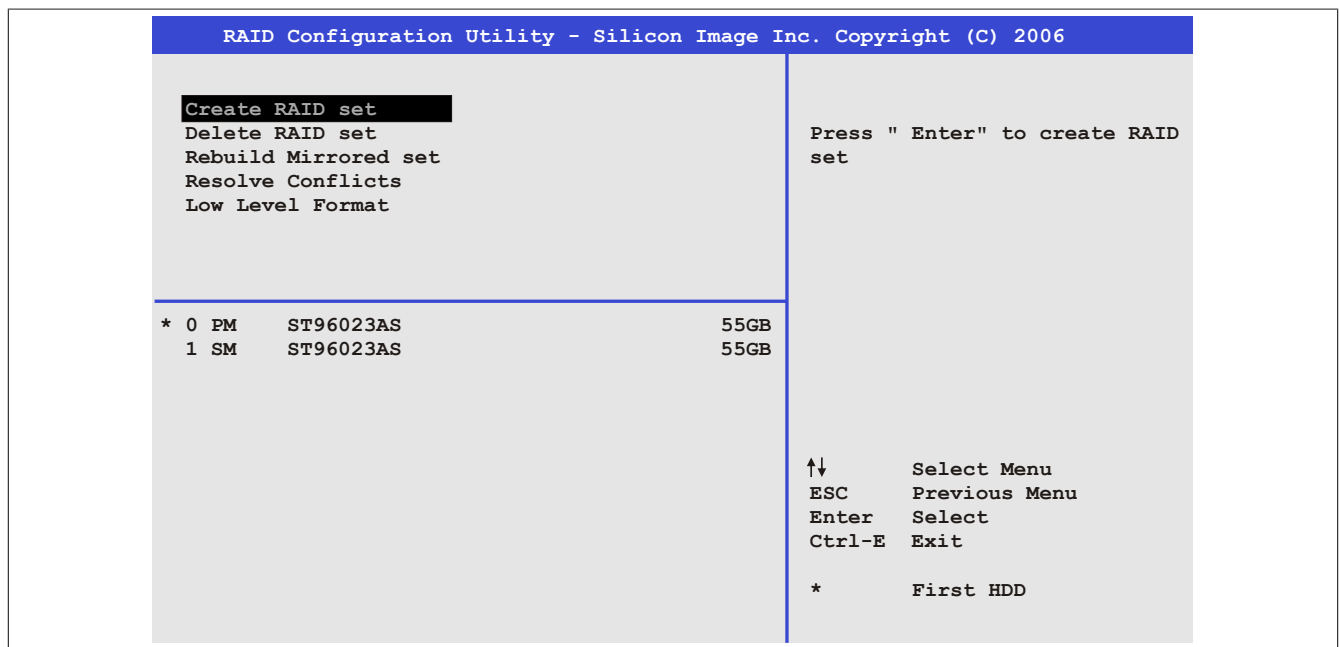 RAID Configuration Utility - Silicon Image Inc. Copyright (C) 2006
Create RAID set
Delete RAID set
Rebuild Mirrored set
Resolve Conflicts
Low Level Format
Press " Enter" to create RAID
set
* 0 PM ST96023AS 55GB
1 SM ST96023AS 55GB
↑↓ Select Menu
ESC Previous Menu
Enter Select
Ctrl-E Exit
* First HDD